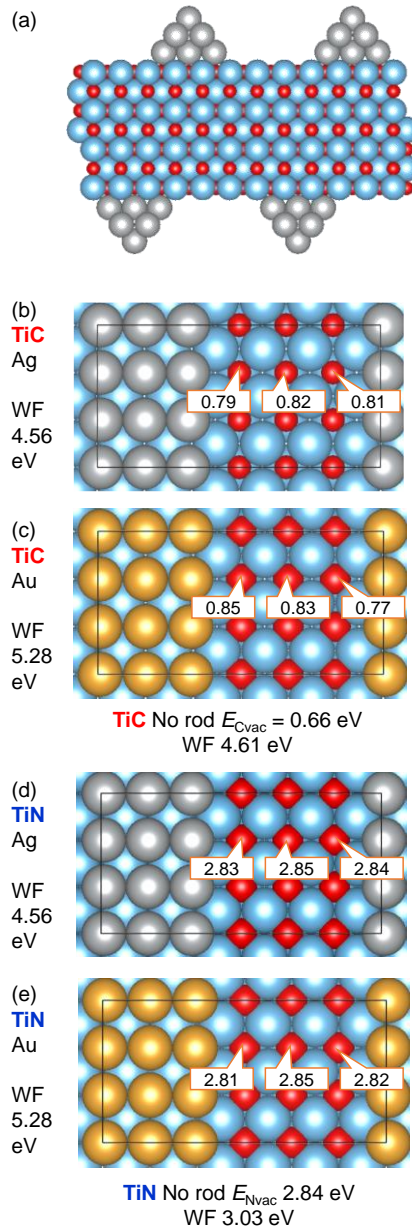 (a)
(b)
TiC
Ag
WF
4.56
eV
0.79 0.82 0.81
(c)
TiC
Au
WF
5.28
eV
0.85 0.83 0.77
TiC No rod ECvac = 0.66 eV
WF 4.61 eV
(d)
TiN
Ag
WF
4.56
eV
2.83 2.85 2.84
(e)
TiN
Au
WF
5.28
eV
2.81 2.85 2.82
TiN No rod ENvac 2.84 eV
WF 3.03 eV